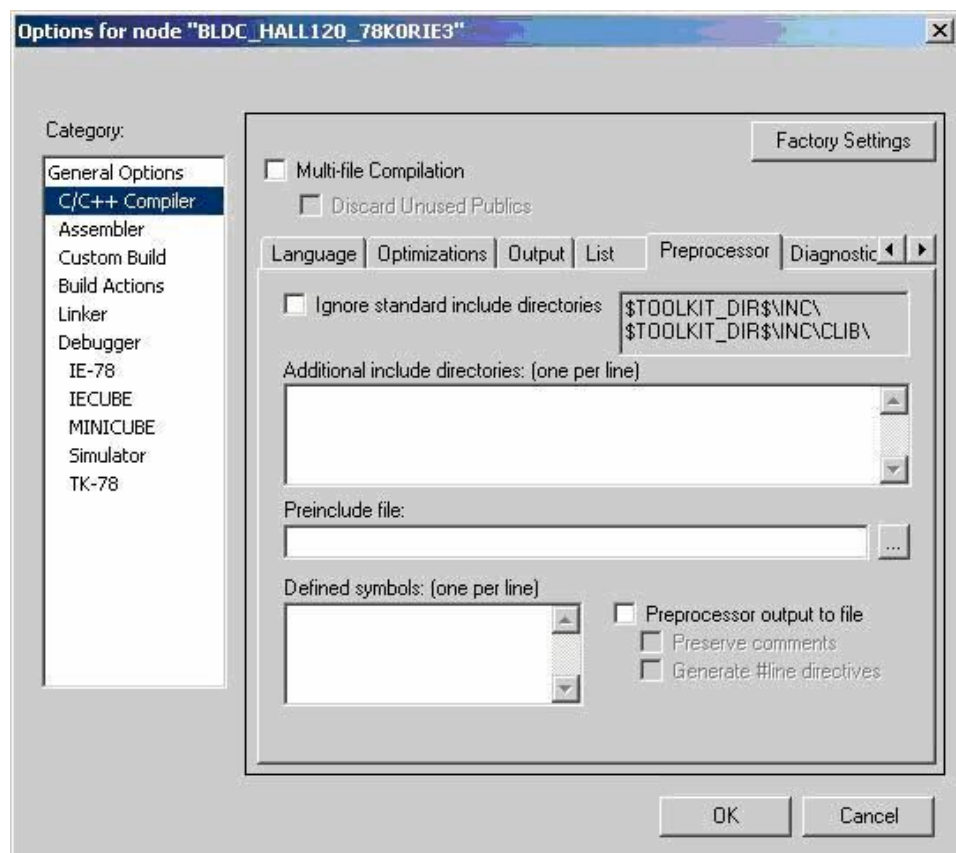 Options for node "BLDC_HALL120_78K0RIE3"
Category:
Factory Settings
General Options
C/C++ Compiler
Assembler
Custom Build
Build Actions
Linker
Debugger
IE-78
IECUBE
MINICUBE
Simulator
TK-78
Multi-file Compilation
Discard Unused Publics
Language Optimizations Output List Preprocessor Diagnostic
Ignore standard include directories
$TOOLKIT_DIR$\INC\
$TOOLKIT_DIR$\INC\CLIB\
Additional include directories: (one per line)
Preinclude file:
...
Defined symbols: (one per line)
Preprocessor output to file
Preserve comments
Generate #line directives
OK Cancel